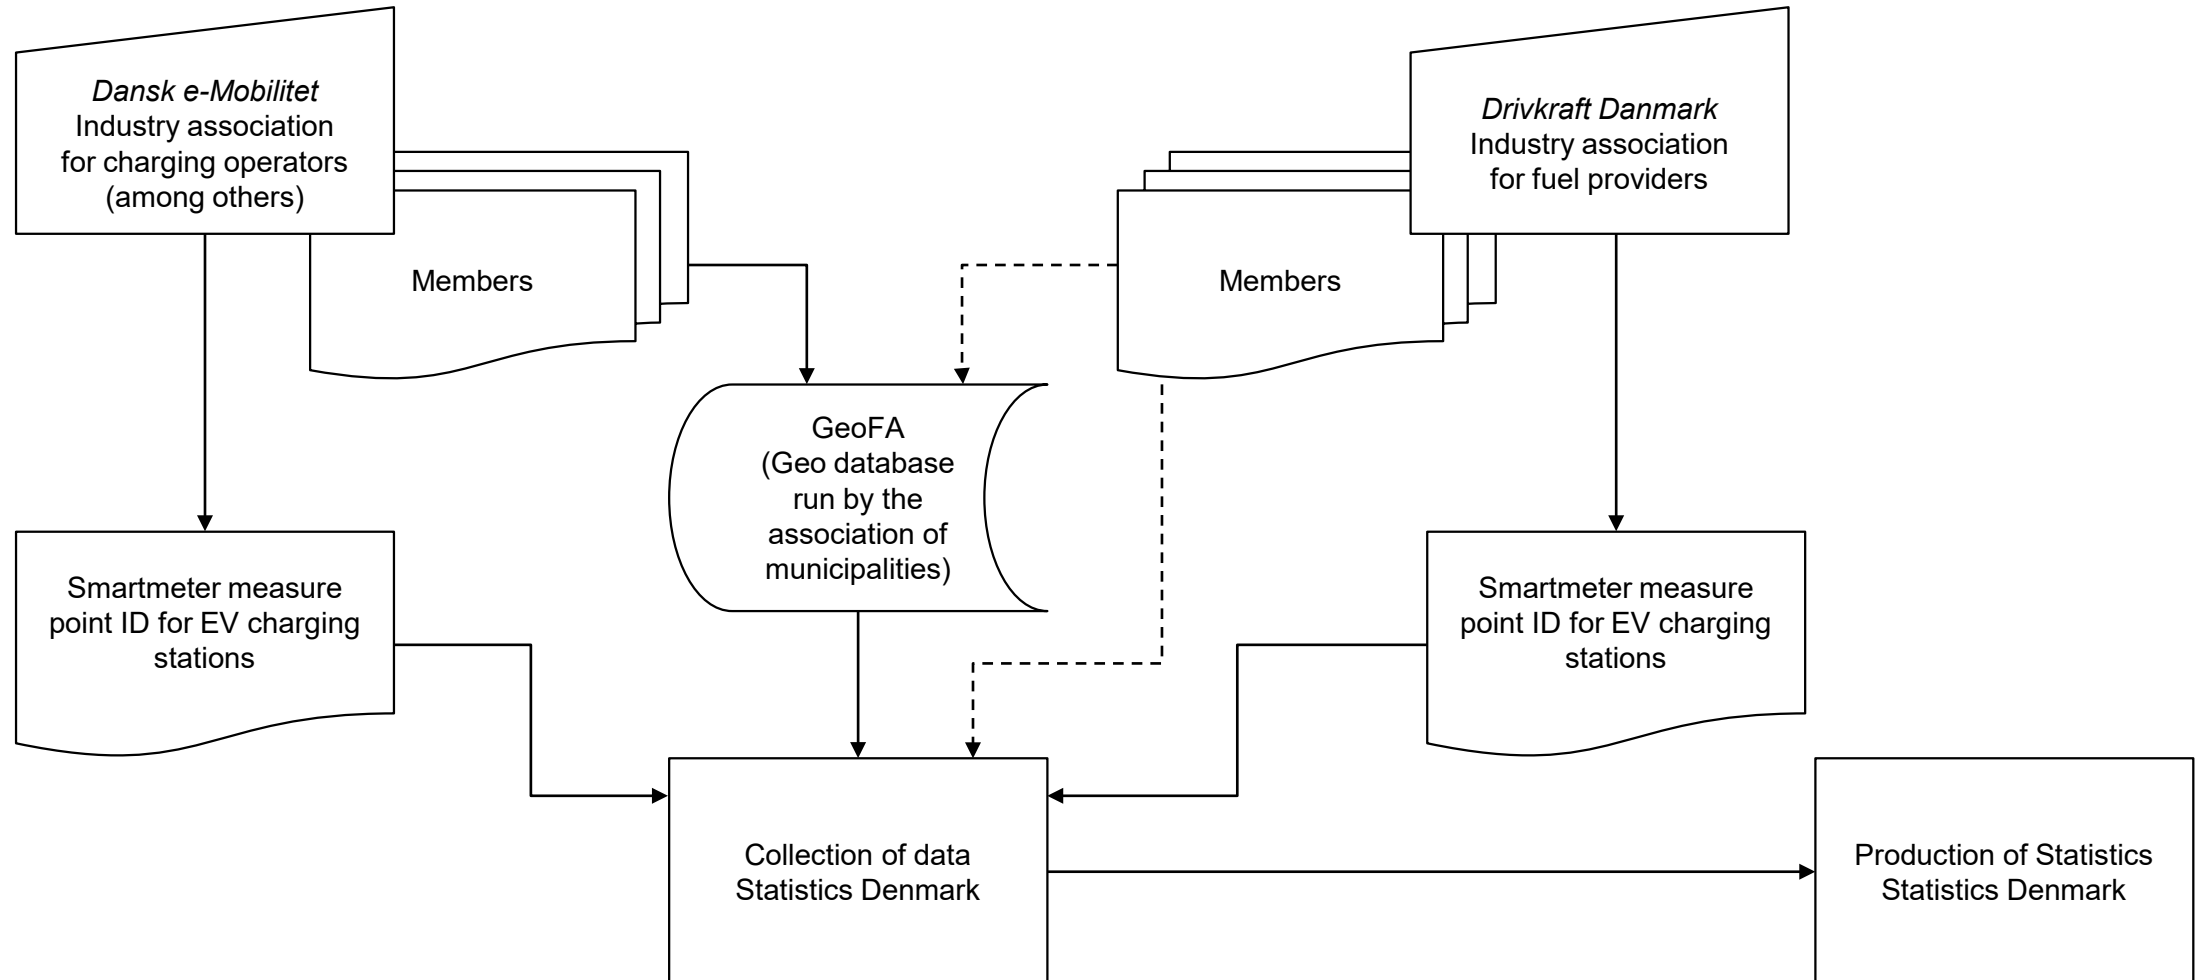 Dansk e-Mobilitet
Industry association
for charging operators
(among others)
Drivkraft Danmark
Industry association
for fuel providers
Members
Members
GeoFA
(Geo database
run by the
association of
municipalities)
Smartmeter measure
point ID for EV charging
stations
Smartmeter measure
point ID for EV charging
stations
Collection of data
Statistics Denmark
Production of Statistics
Statistics Denmark